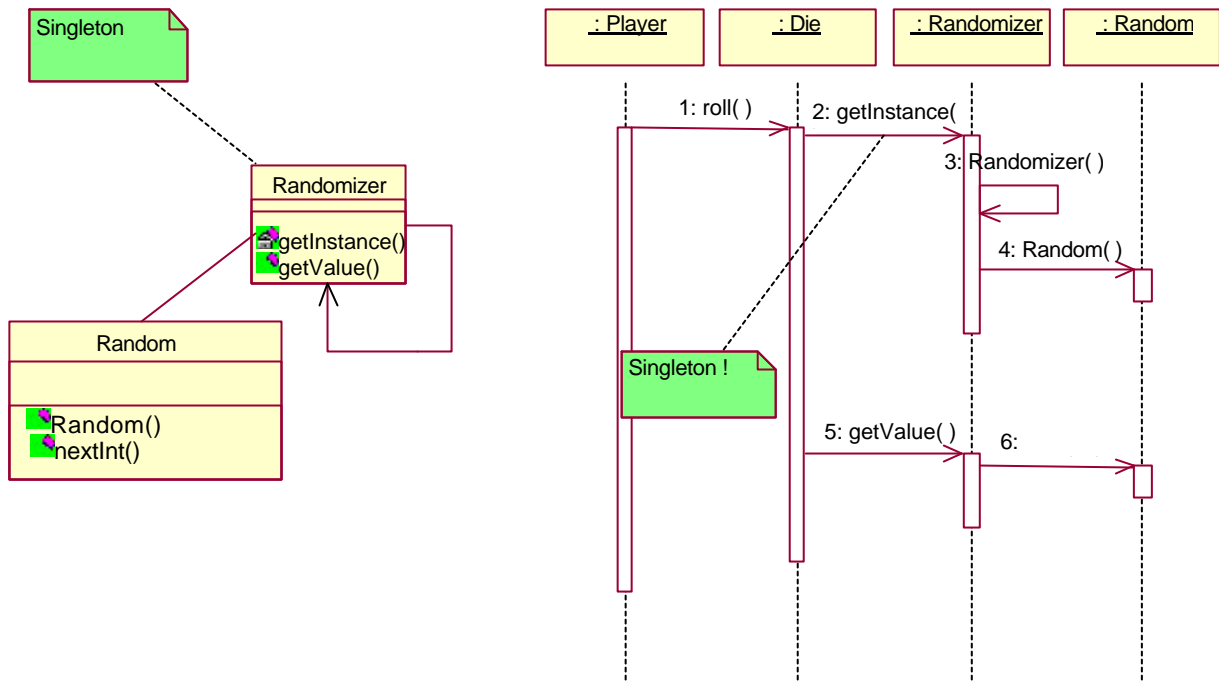 Singleton
Randomizer
getInstance()
getValue()
Random
Random()
nextInt()
: Player
: Die
: Randomizer
: Random
1: roll( )
2: getInstance(
3: Randomizer( )
4: Random( )
Singleton !
5: getValue( )
6: